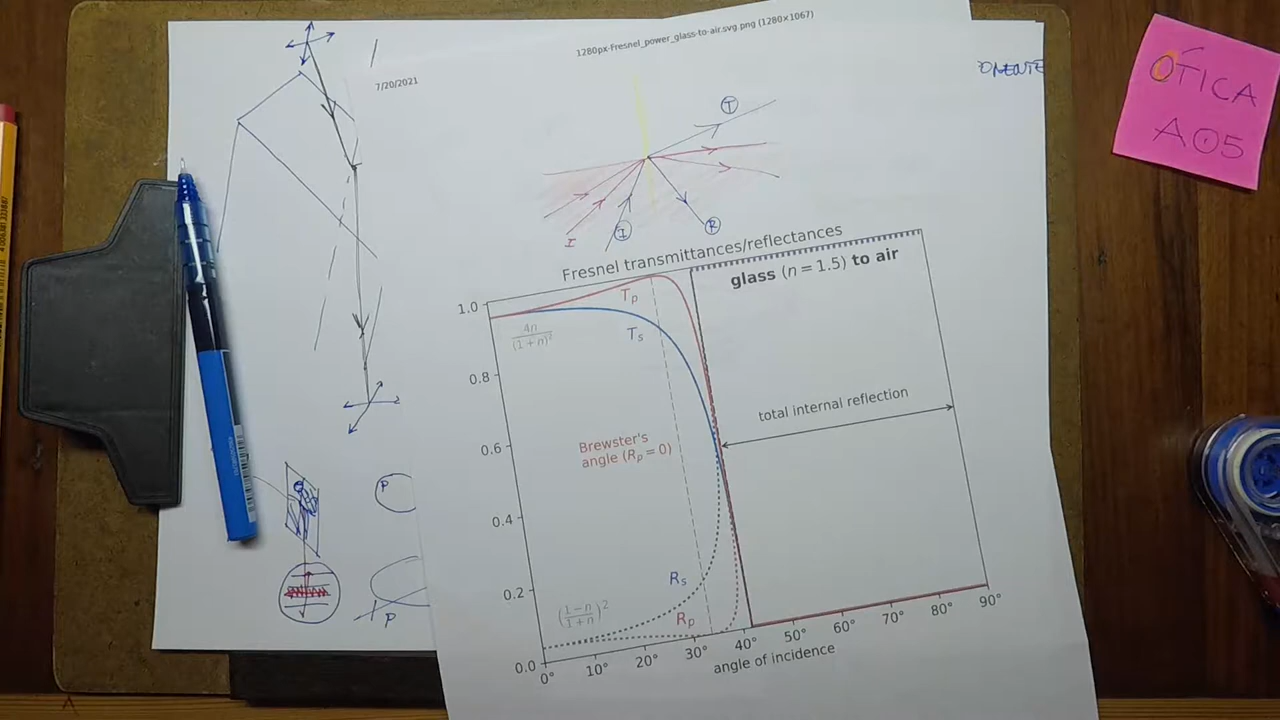 1280px-Fresnel_power_glass-to-air.svg.png (1280×1067)
7/20/2021
ÓTICA
A05
T
I
I
R
Fresnel transmittances/reflectances
glass (n = 1.5) to air
1.0
0.8
0.6
0.4
0.2
0.0
Tp
Ts
4n/(1+n)²
total internal reflection
Brewster's
angle (Rp = 0)
Rs
Rp
((1−n)/(1+n))²
0° 10° 20° 30° 40° 50° 60° 70° 80° 90°
angle of incidence
P
P